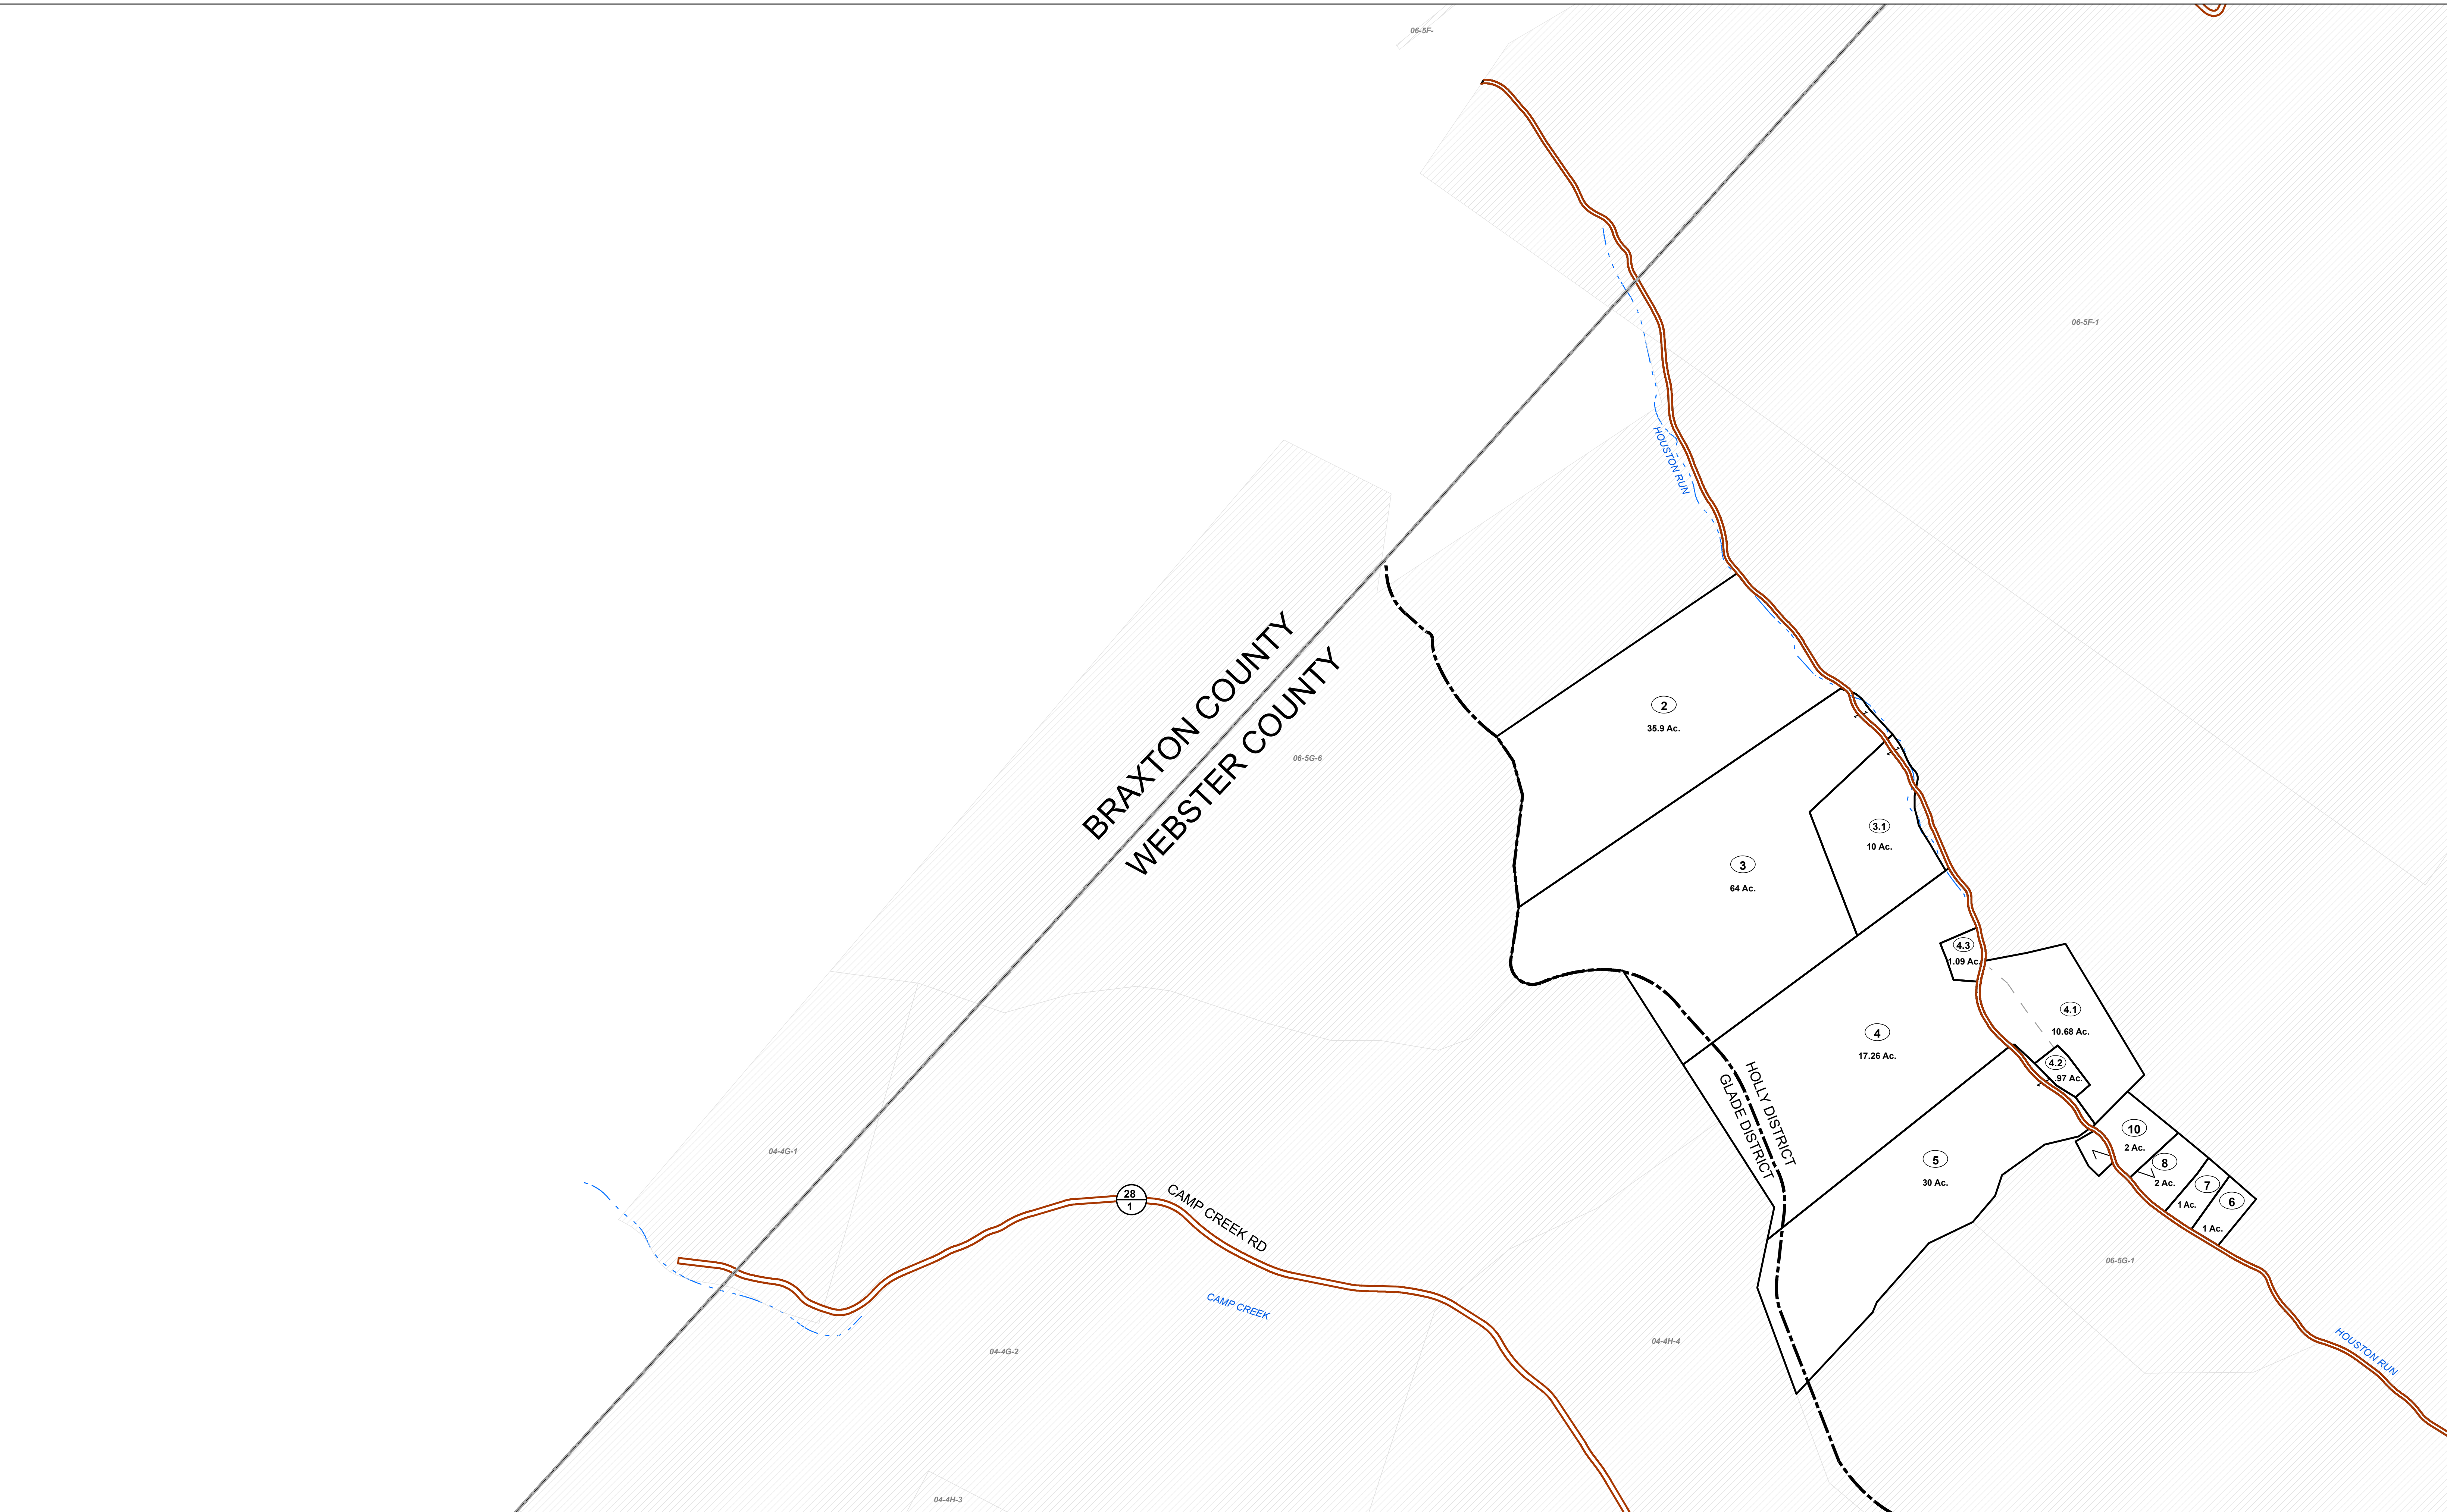 06-5F-
06-5F-1
HOUSTON RUN
BRAXTON COUNTY
WEBSTER COUNTY
2
35.9 Ac.
06-5G-6
3.1
10 Ac.
3
64 Ac.
4.3
1.09 Ac.
4.1
10.68 Ac.
4
17.26 Ac.
4.2
.97 Ac.
HOLLY DISTRICT
GLADE DISTRICT
10
2 Ac.
8
2 Ac.
7
1 Ac.
6
1 Ac.
5
30 Ac.
04-4G-1
28
1
CAMP CREEK RD
CAMP CREEK
06-5G-1
04-4G-2
04-4H-4
HOUSTON RUN
04-4H-3